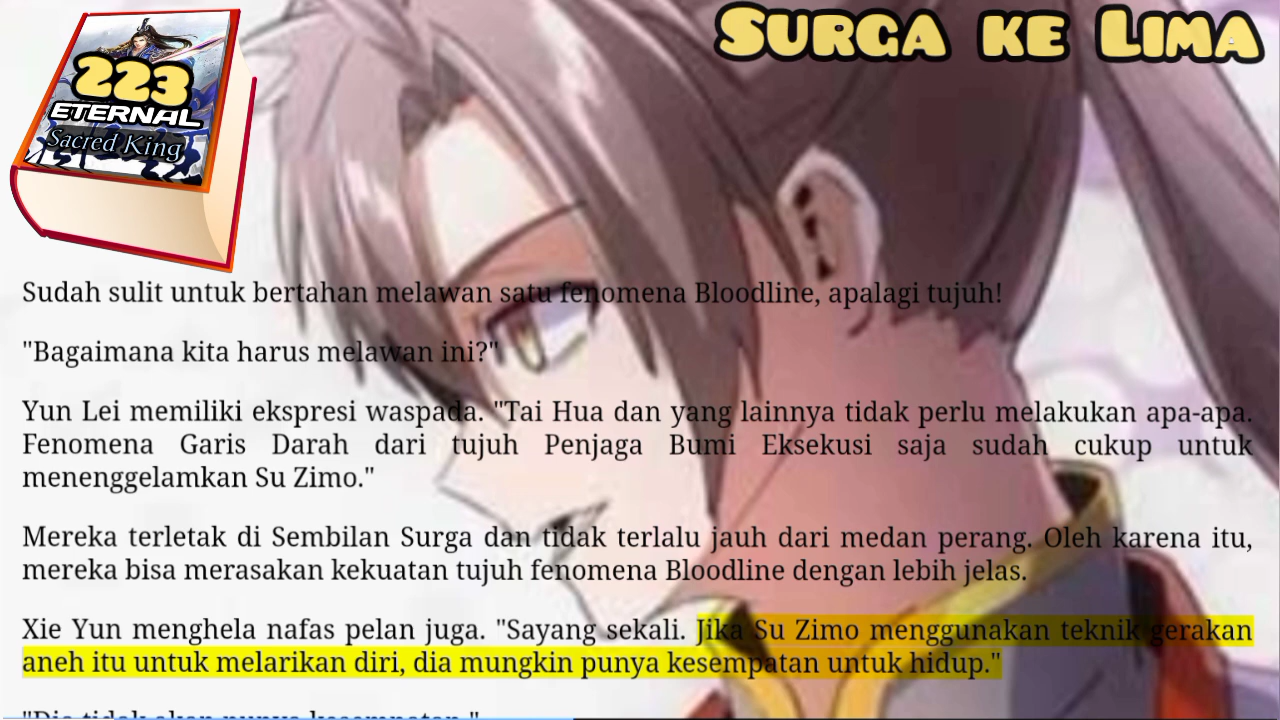 SURGA KE LIMA
223
ETERNAL
Sacred King
Sudah sulit untuk bertahan melawan satu fenomena Bloodline, apalagi tujuh!
"Bagaimana kita harus melawan ini?"
Yun Lei memiliki ekspresi waspada. "Tai Hua dan yang lainnya tidak perlu melakukan apa-apa.
Fenomena Garis Darah dari tujuh Penjaga Bumi Eksekusi saja sudah cukup untuk
menenggelamkan Su Zimo."
Mereka terletak di Sembilan Surga dan tidak terlalu jauh dari medan perang. Oleh karena itu,
mereka bisa merasakan kekuatan tujuh fenomena Bloodline dengan lebih jelas.
Xie Yun menghela nafas pelan juga. "Sayang sekali. Jika Su Zimo menggunakan teknik gerakan
aneh itu untuk melarikan diri, dia mungkin punya kesempatan untuk hidup."
"Dia tidak akan punya kesempatan."